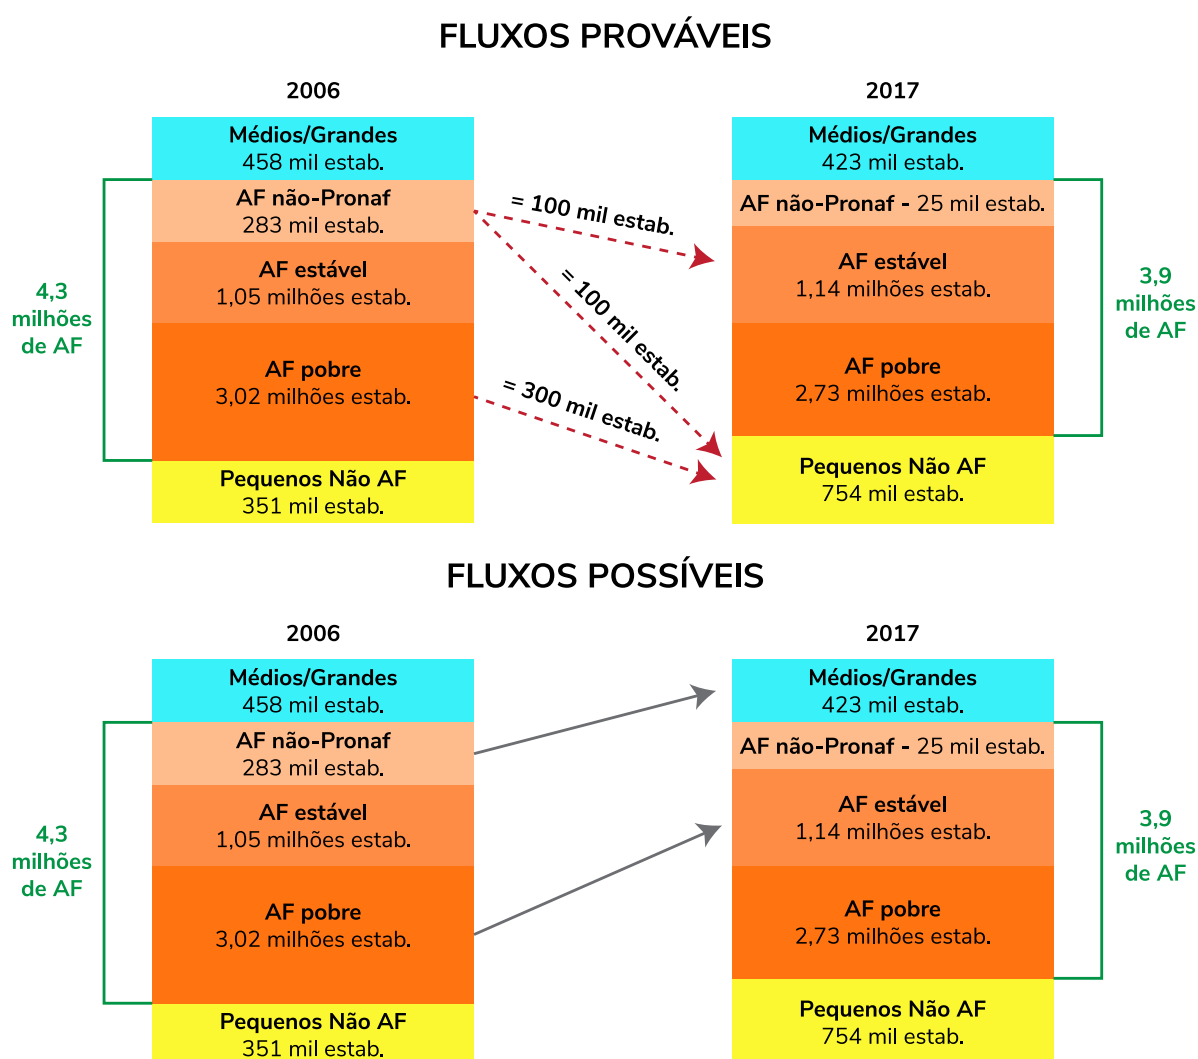 FLUXOS PROVÁVEIS
2006
2017
Médios/Grandes
458 mil estab.
Médios/Grandes
423 mil estab.
AF não-Pronaf
283 mil estab.
AF não-Pronaf - 25 mil estab.
= 100 mil estab.
= 100 mil estab.
= 300 mil estab.
AF estável
1,05 milhões estab.
AF estável
1,14 milhões estab.
4,3
milhões
de AF
3,9
milhões
de AF
AF pobre
3,02 milhões estab.
AF pobre
2,73 milhões estab.
Pequenos Não AF
351 mil estab.
Pequenos Não AF
754 mil estab.
FLUXOS POSSÍVEIS
2006
2017
Médios/Grandes
458 mil estab.
Médios/Grandes
423 mil estab.
AF não-Pronaf
283 mil estab.
AF não-Pronaf - 25 mil estab.
AF estável
1,05 milhões estab.
AF estável
1,14 milhões estab.
4,3
milhões
de AF
3,9
milhões
de AF
AF pobre
3,02 milhões estab.
AF pobre
2,73 milhões estab.
Pequenos Não AF
351 mil estab.
Pequenos Não AF
754 mil estab.